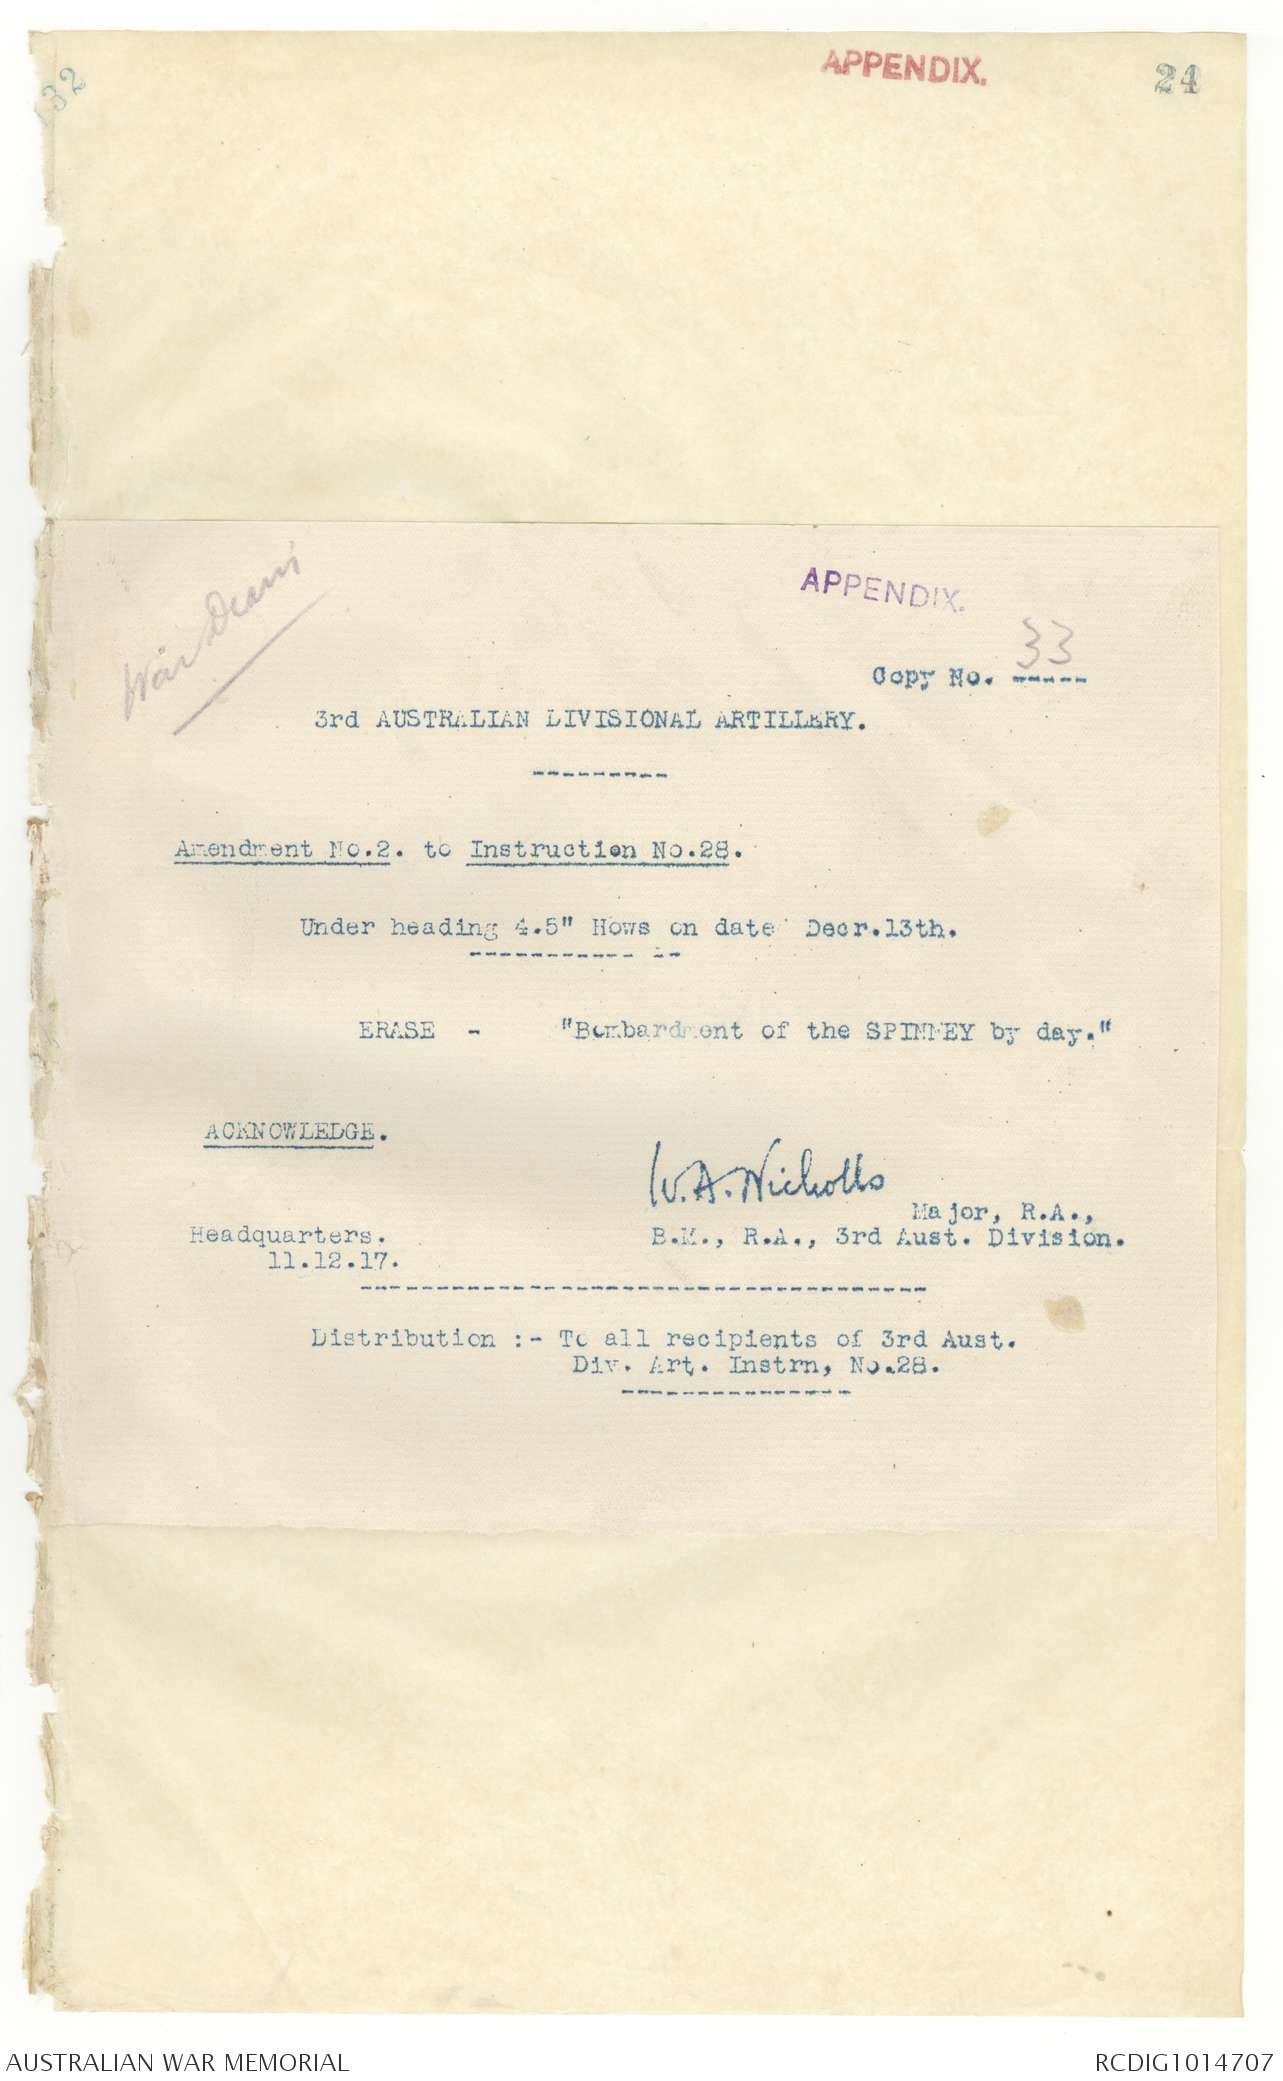 32
APPENDIX.
24
War Diary
APPENDIX.
Copy No. 33
3rd AUSTRALIAN DIVISIONAL ARTILLERY.
Amendment No.2. to Instruction No.28.
Under heading 4.5" Hows on date Decr.13th.
ERASE - "Bombardment of the SPINNEY by day."
ACKNOWLEDGE.
W.A. Nicholls
Major, R.A.,
Headquarters. B.M., R.A., 3rd Aust. Division.
11.12.17.
Distribution :- To all recipients of 3rd Aust.
Div. Art. Instrn, No.28.
AUSTRALIAN WAR MEMORIAL RCDIG1014707